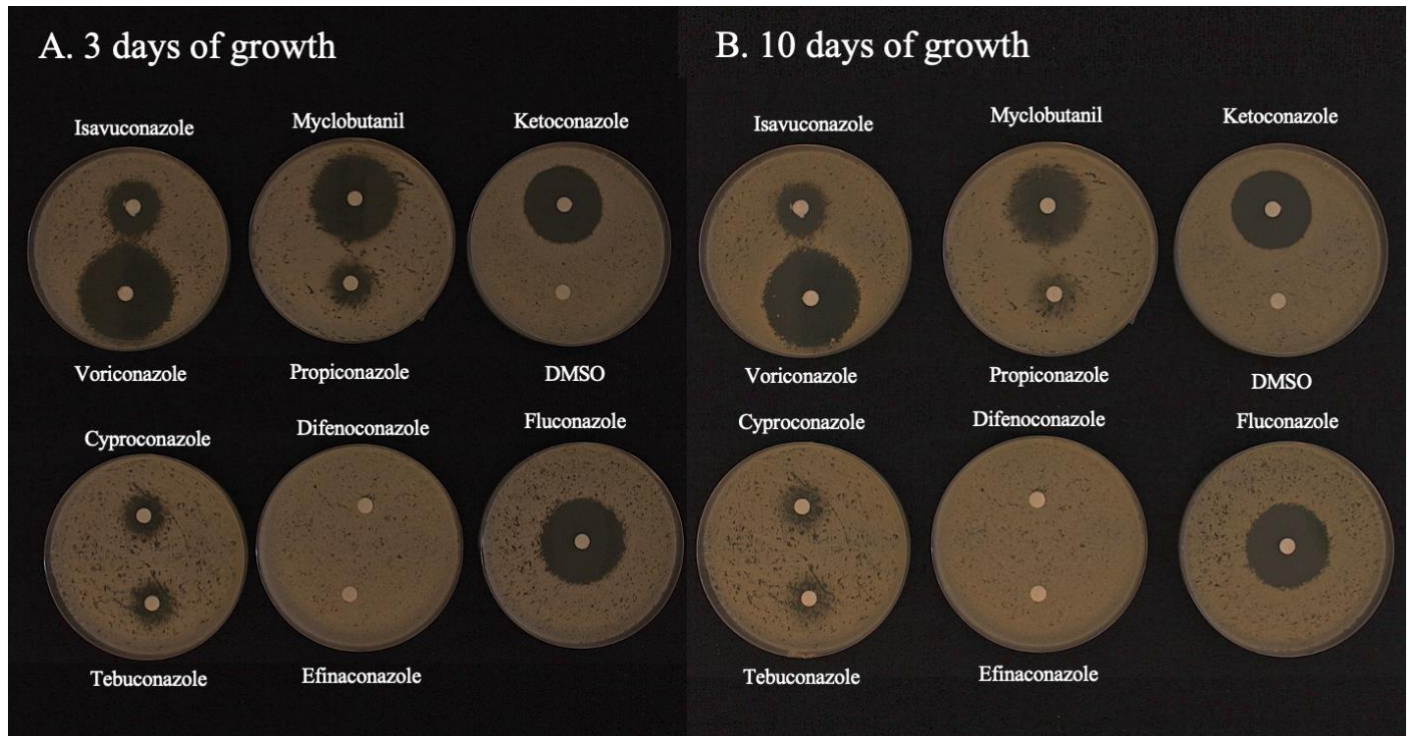 A. 3 days of growth
Isavuconazole
Myclobutanil
Ketoconazole
Voriconazole
Propiconazole
DMSO
Cyproconazole
Difenoconazole
Fluconazole
Tebuconazole
Efinaconazole
B. 10 days of growth
Isavuconazole
Myclobutanil
Ketoconazole
Voriconazole
Propiconazole
DMSO
Cyproconazole
Difenoconazole
Fluconazole
Tebuconazole
Efinaconazole